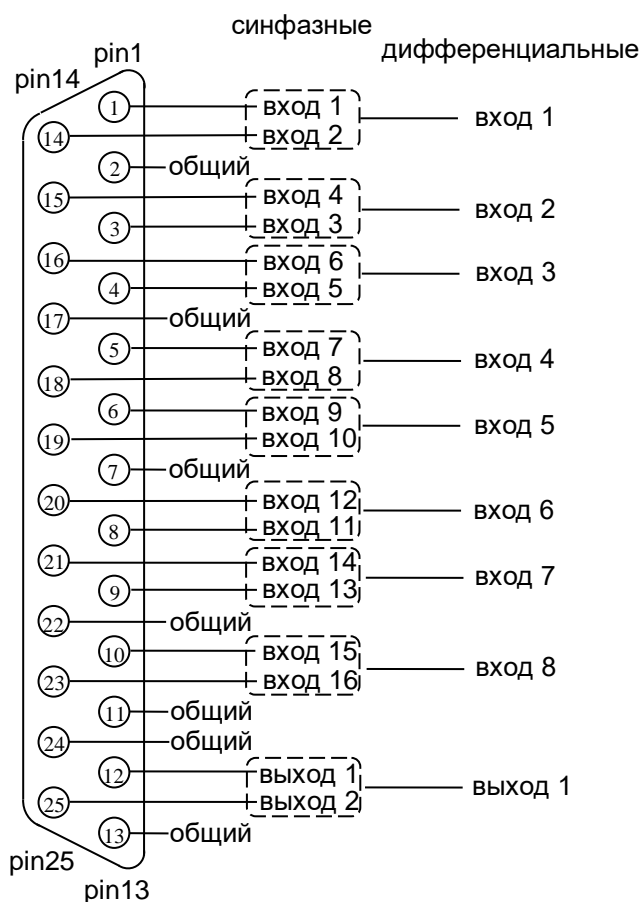 синфазные
дифференциальные
pin1
pin14
1 вход 1
вход 1
14 вход 2
2 общий
15 вход 4
вход 2
3 вход 3
16 вход 6
вход 3
4 вход 5
17 общий
5 вход 7
вход 4
18 вход 8
6 вход 9
вход 5
19 вход 10
7 общий
20 вход 12
вход 6
8 вход 11
21 вход 14
вход 7
9 вход 13
22 общий
10 вход 15
вход 8
23 вход 16
11 общий
24 общий
12 выход 1
выход 1
25 выход 2
13 общий
pin25
pin13